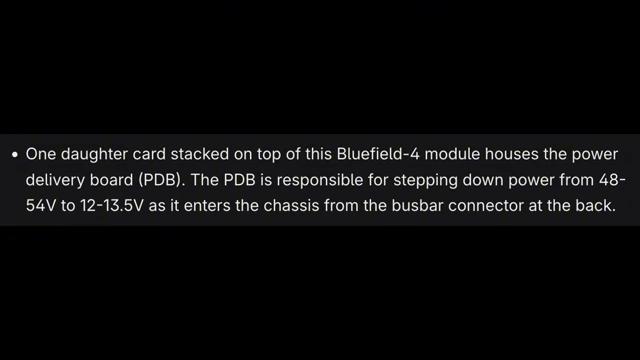 • One daughter card stacked on top of this Bluefield-4 module houses the power
delivery board (PDB). The PDB is responsible for stepping down power from 48-
54V to 12-13.5V as it enters the chassis from the busbar connector at the back.